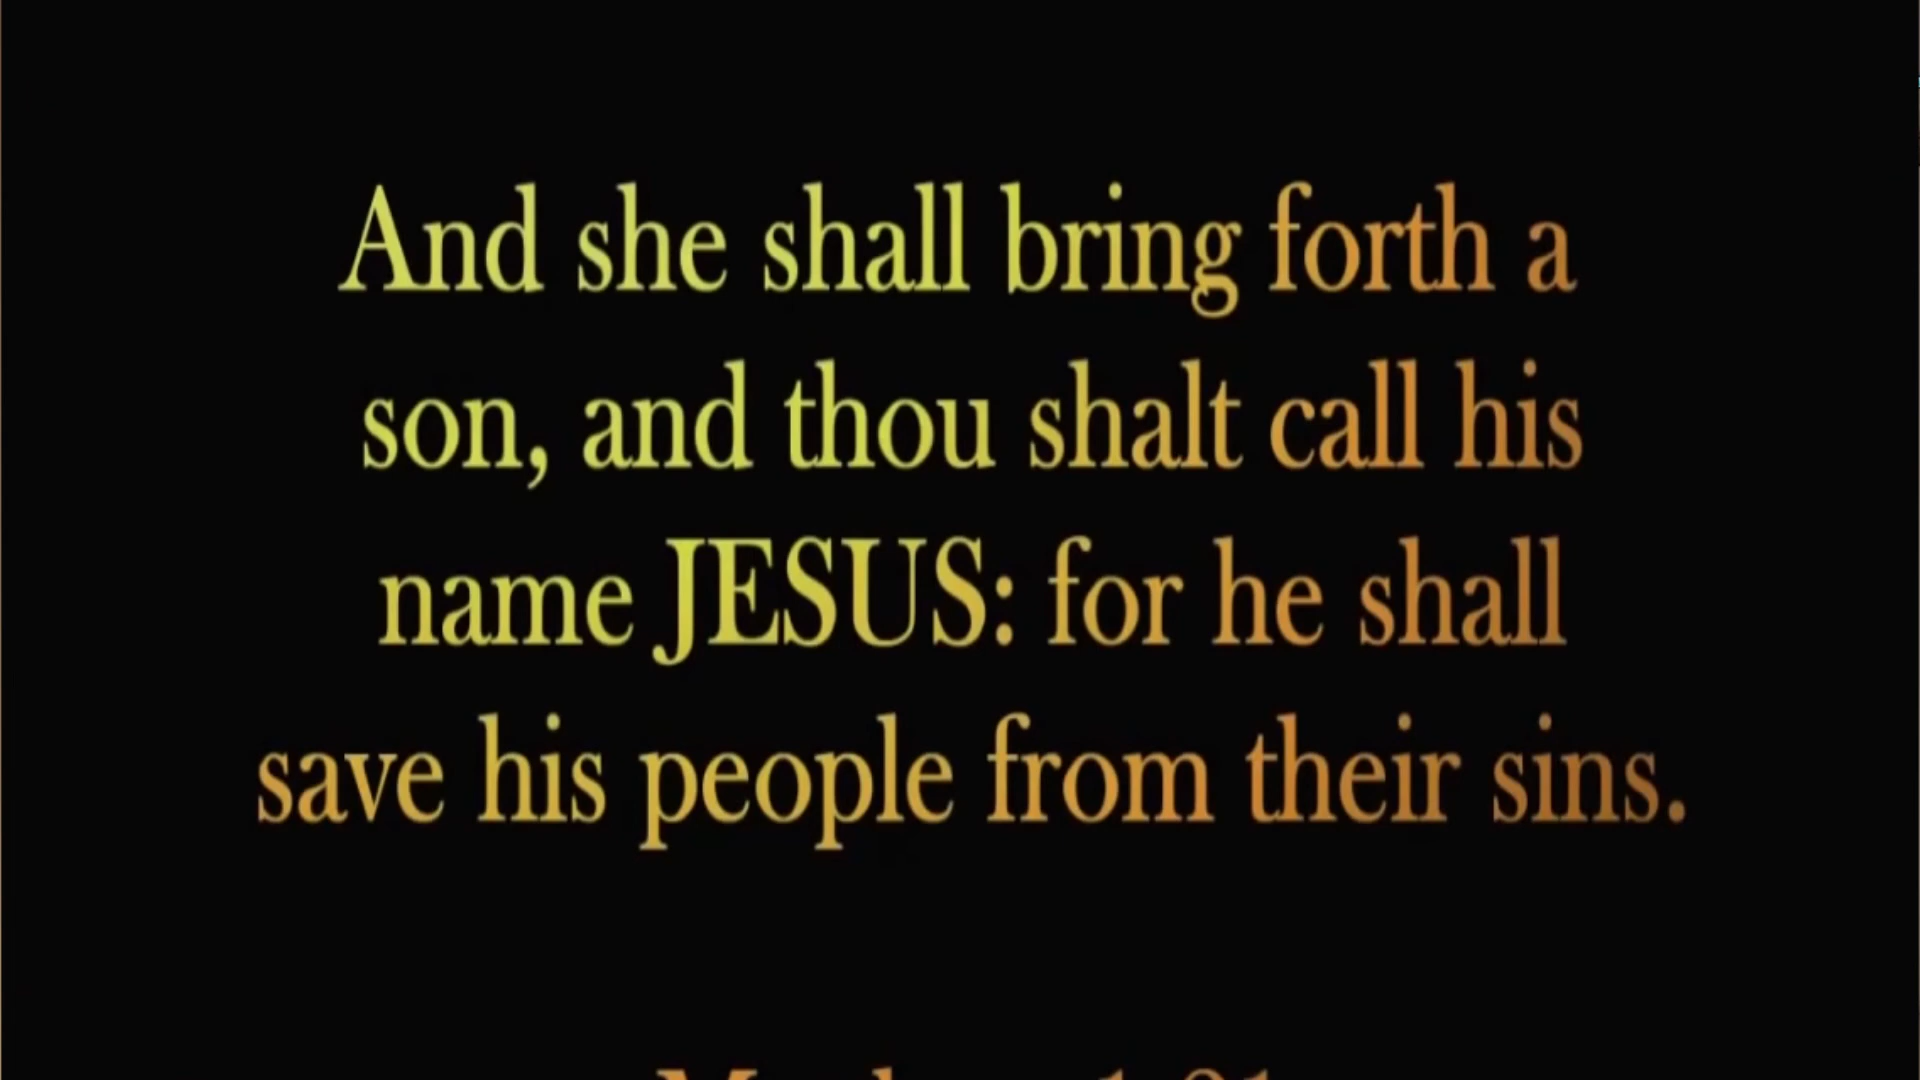 And she shall bring forth a
son, and thou shalt call his
name JESUS: for he shall
save his people from their sins.